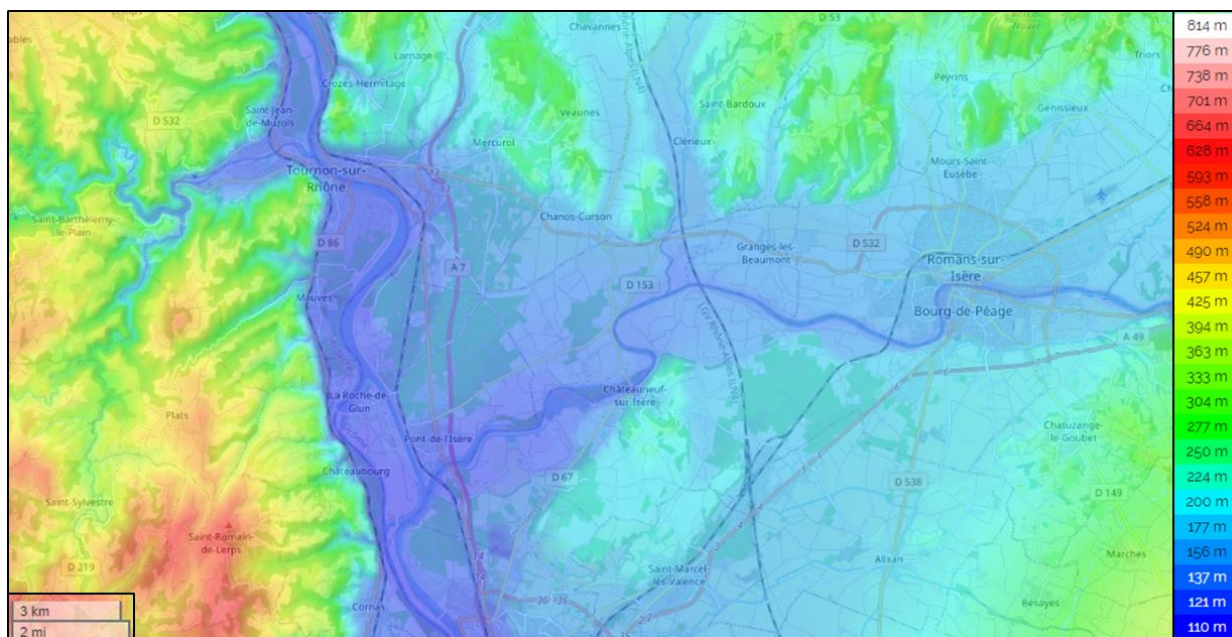 Chavannes
D 53
Triors
ables
Larnage
Peyrins
Crozes-Hermitage
Saint-Bardoux
Génissieux
Saint-Jean
de-Muzols
Veaunes
D 532
Clérieux
Mercurol
Mours-Saint-
Eusèbe
Tournon-sur-
Rhône
Saint-Barthélemy-
le-Plain
Chanos-Curson
D 86
Granges-les-
Beaumont
D 532
Romans-sur-
Isère
A 7
D 153
Mauves
Bourg-de-Péage
A 49
La Roche-de-
Glun
Châteauneuf-
sur-Isère
Plats
Pont-de-l'Isère
Chatuzange-
le-Goubet
Châteaubourg
D 67
D 538
D 149
Saint-Sylvestre
Saint-Romain-
de-Lerps
Marches
Alixan
D 219
Saint-Marcel-
lès-Valence
Bésayes
Cornas
3 km
2 mi
814 m
776 m
738 m
701 m
664 m
628 m
593 m
558 m
524 m
490 m
457 m
425 m
394 m
363 m
333 m
304 m
277 m
250 m
224 m
200 m
177 m
156 m
137 m
121 m
110 m